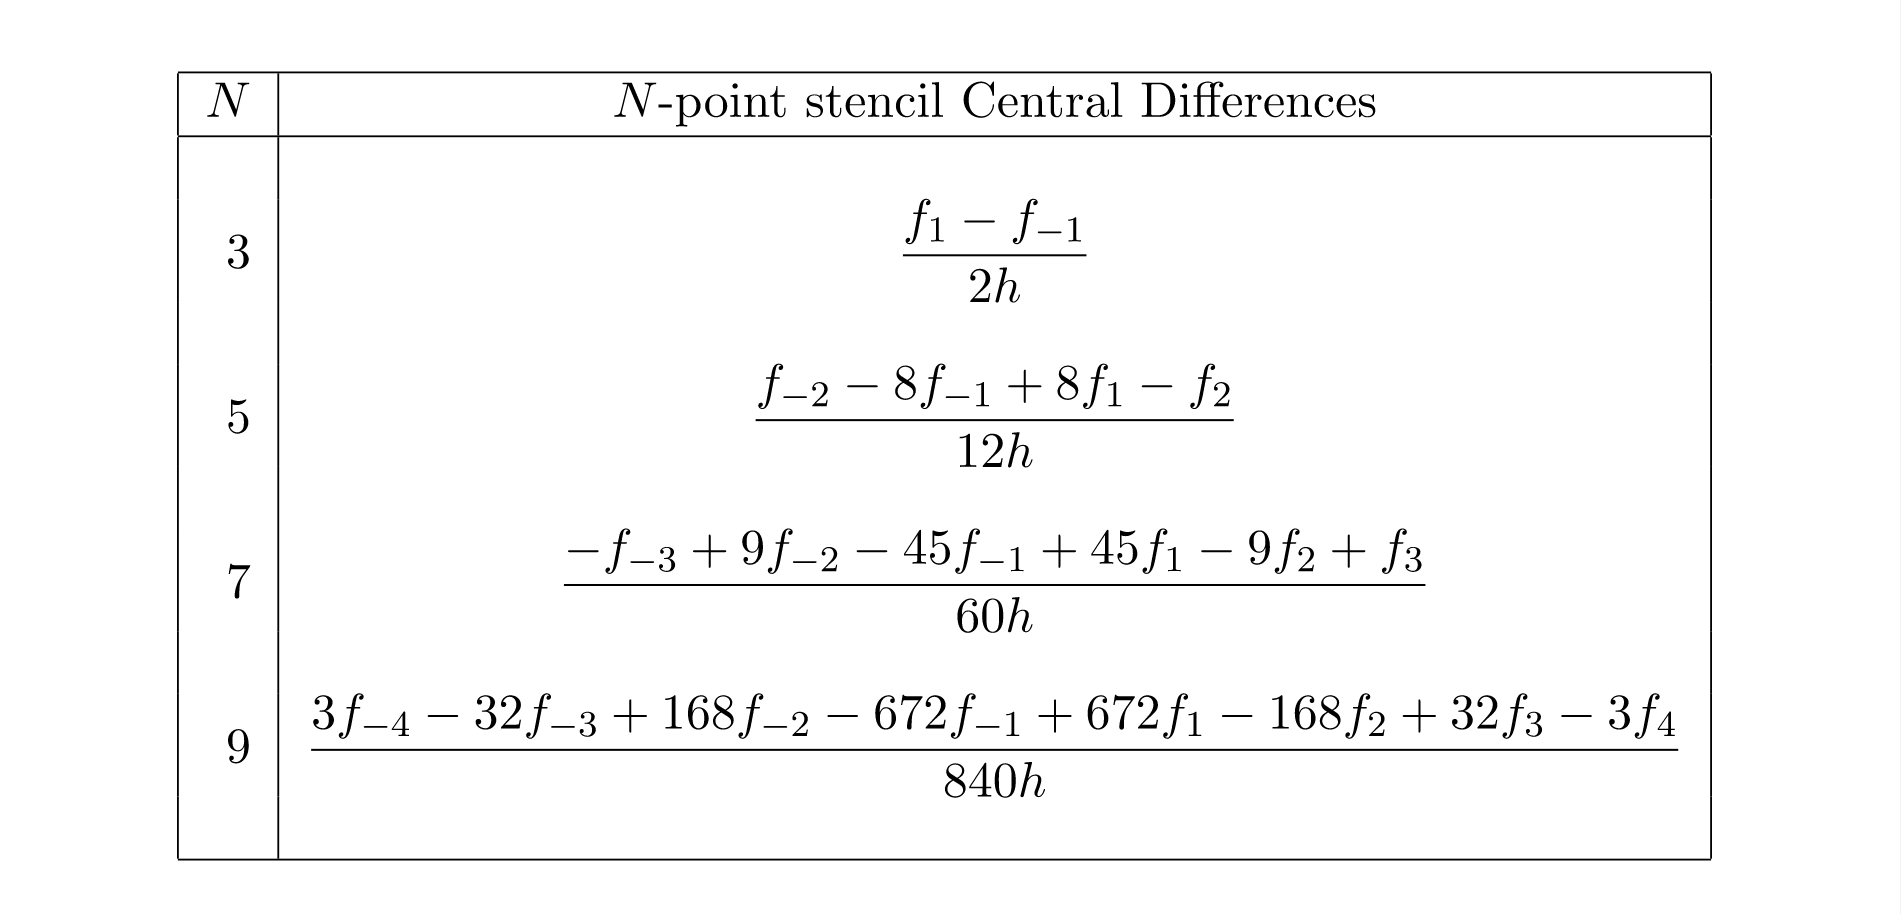 N N-point stencil Central Differences
3 \frac{f_1 - f_{-1}}{2h}
5 \frac{f_{-2} - 8f_{-1} + 8f_1 - f_2}{12h}
7 \frac{-f_{-3} + 9f_{-2} - 45f_{-1} + 45f_1 - 9f_2 + f_3}{60h}
9 \frac{3f_{-4} - 32f_{-3} + 168f_{-2} - 672f_{-1} + 672f_1 - 168f_2 + 32f_3 - 3f_4}{840h}